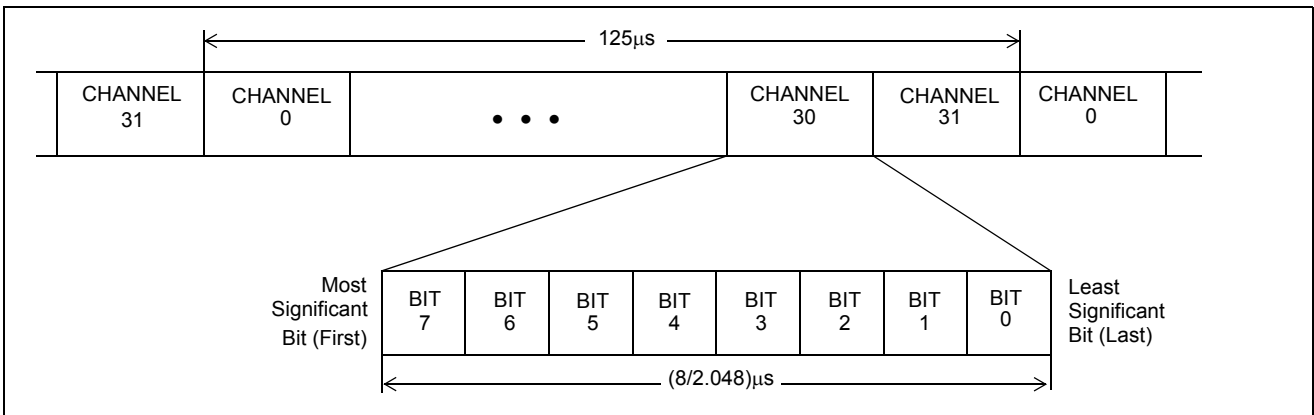 125µs
CHANNEL
31
CHANNEL
0
• • •
CHANNEL
30
CHANNEL
31
CHANNEL
0
Most
Significant
Bit (First)
BIT
7
BIT
6
BIT
5
BIT
4
BIT
3
BIT
2
BIT
1
BIT
0
Least
Significant
Bit (Last)
(8/2.048)µs